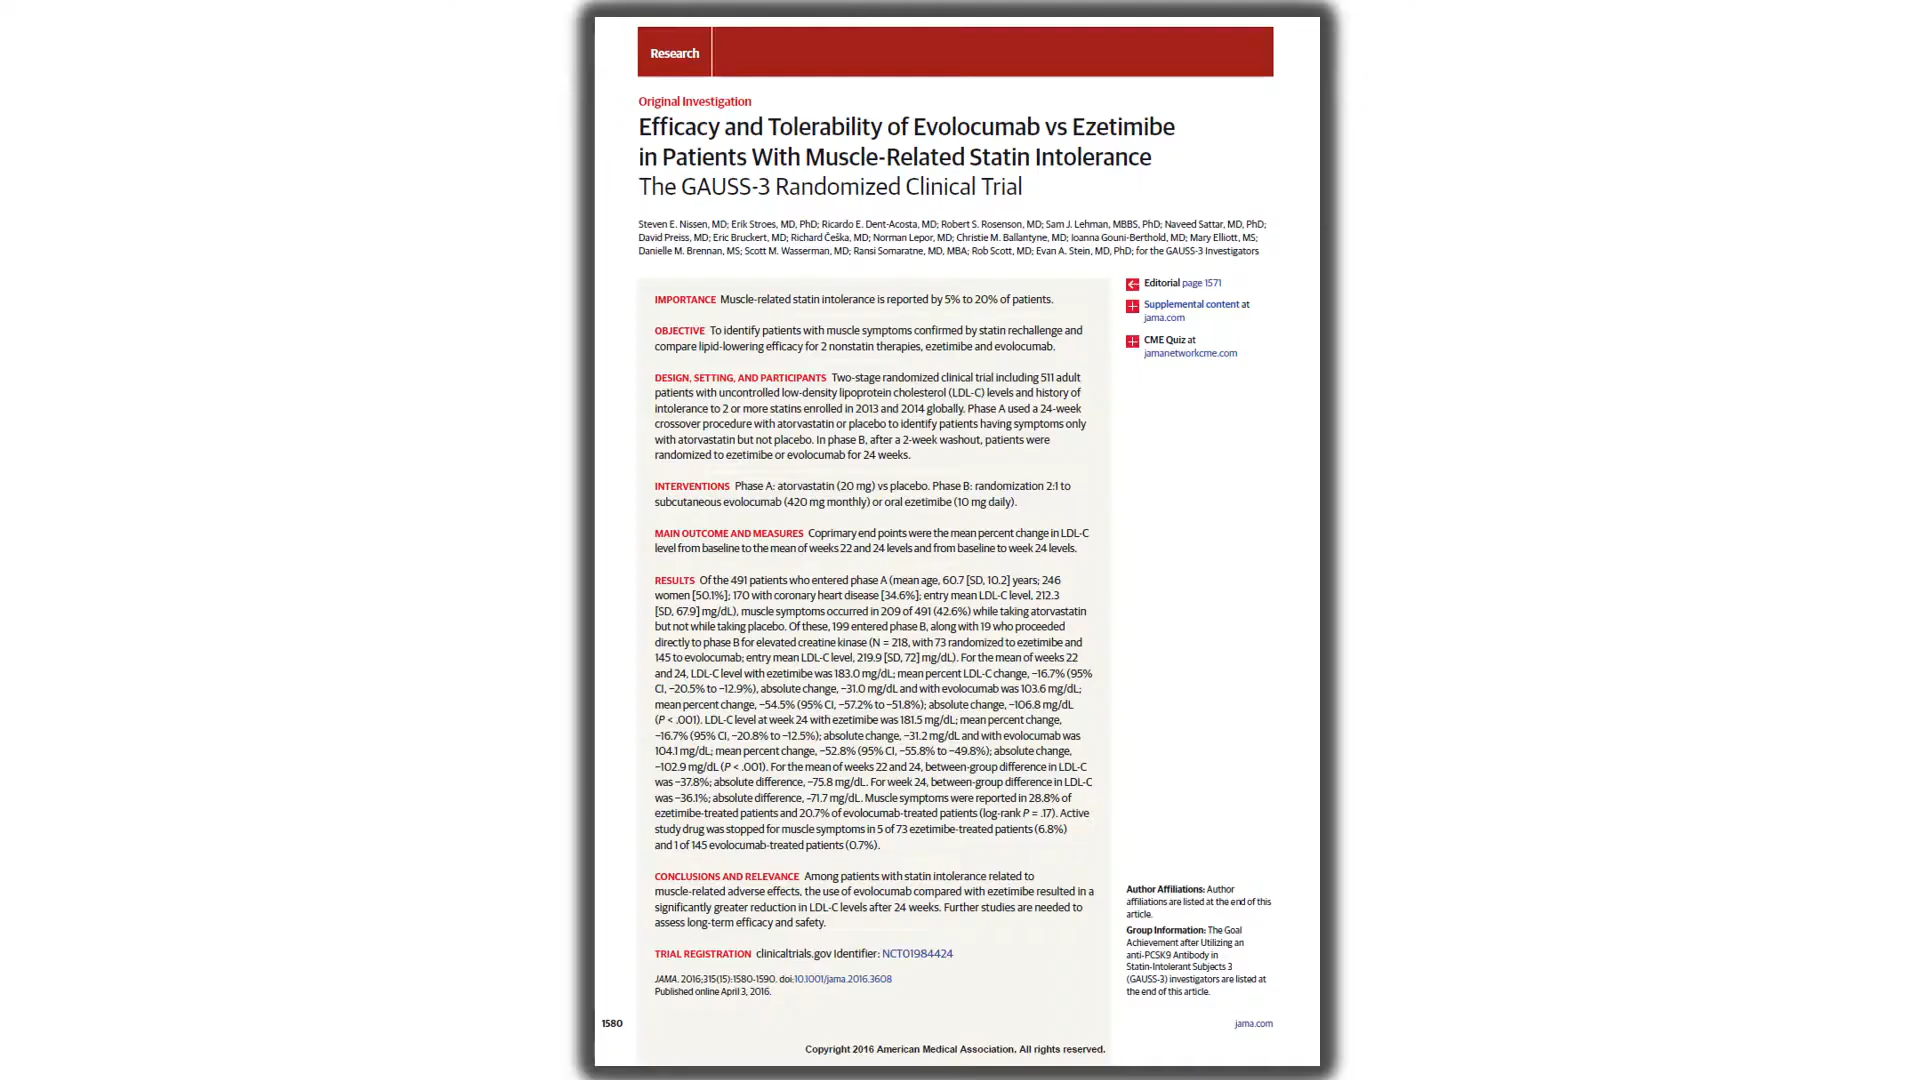 Research
Original Investigation
Efficacy and Tolerability of Evolocumab vs Ezetimibe
in Patients With Muscle-Related Statin Intolerance
The GAUSS-3 Randomized Clinical Trial
Steven E. Nissen, MD; Erik Stroes, MD, PhD; Ricardo E. Dent-Acosta, MD; Robert S. Rosenson, MD; Sam J. Lehman, MBBS, PhD; Naveed Sattar, MD, PhD;
David Preiss, MD; Eric Bruckert, MD; Richard Češka, MD; Norman Lepor, MD; Christie M. Ballantyne, MD; Ioanna Gouni-Berthold, MD; Mary Elliott, MS;
Danielle M. Brennan, MS; Scott M. Wasserman, MD; Ransi Somaratne, MD, MBA; Rob Scott, MD; Evan A. Stein, MD, PhD; for the GAUSS-3 Investigators
IMPORTANCE Muscle-related statin intolerance is reported by 5% to 20% of patients.
OBJECTIVE To identify patients with muscle symptoms confirmed by statin rechallenge and
compare lipid-lowering efficacy for 2 nonstatin therapies, ezetimibe and evolocumab.
DESIGN, SETTING, AND PARTICIPANTS Two-stage randomized clinical trial including 511 adult
patients with uncontrolled low-density lipoprotein cholesterol (LDL-C) levels and history of
intolerance to 2 or more statins enrolled in 2013 and 2014 globally. Phase A used a 24-week
crossover procedure with atorvastatin or placebo to identify patients having symptoms only
with atorvastatin but not placebo. In phase B, after a 2-week washout, patients were
randomized to ezetimibe or evolocumab for 24 weeks.
INTERVENTIONS Phase A: atorvastatin (20 mg) vs placebo. Phase B: randomization 2:1 to
subcutaneous evolocumab (420 mg monthly) or oral ezetimibe (10 mg daily).
MAIN OUTCOME AND MEASURES Coprimary end points were the mean percent change in LDL-C
level from baseline to the mean of weeks 22 and 24 levels and from baseline to week 24 levels.
RESULTS Of the 491 patients who entered phase A (mean age, 60.7 [SD, 10.2] years; 246
women [50.1%]; 170 with coronary heart disease [34.6%]; entry mean LDL-C level, 212.3
[SD, 67.9] mg/dL), muscle symptoms occurred in 209 of 491 (42.6%) while taking atorvastatin
but not while taking placebo. Of these, 199 entered phase B, along with 19 who proceeded
directly to phase B for elevated creatine kinase (N = 218, with 73 randomized to ezetimibe and
145 to evolocumab; entry mean LDL-C level, 219.9 [SD, 72] mg/dL). For the mean of weeks 22
and 24, LDL-C level with ezetimibe was 183.0 mg/dL; mean percent LDL-C change, −16.7% (95%
CI, −20.5% to −12.9%), absolute change, −31.0 mg/dL and with evolocumab was 103.6 mg/dL;
mean percent change, −54.5% (95% CI, −57.2% to −51.8%); absolute change, −106.8 mg/dL
(P < .001). LDL-C level at week 24 with ezetimibe was 181.5 mg/dL; mean percent change,
−16.7% (95% CI, −20.8% to −12.5%); absolute change, −31.2 mg/dL and with evolocumab was
104.1 mg/dL; mean percent change, −52.8% (95% CI, −55.8% to −49.8%); absolute change,
−102.9 mg/dL (P < .001). For the mean of weeks 22 and 24, between-group difference in LDL-C
was −37.8%; absolute difference, −75.8 mg/dL. For week 24, between-group difference in LDL-C
was −36.1%; absolute difference, -71.7 mg/dL. Muscle symptoms were reported in 28.8% of
ezetimibe-treated patients and 20.7% of evolocumab-treated patients (log-rank P = .17). Active
study drug was stopped for muscle symptoms in 5 of 73 ezetimibe-treated patients (6.8%)
and 1 of 145 evolocumab-treated patients (0.7%).
CONCLUSIONS AND RELEVANCE Among patients with statin intolerance related to
muscle-related adverse effects, the use of evolocumab compared with ezetimibe resulted in a
significantly greater reduction in LDL-C levels after 24 weeks. Further studies are needed to
assess long-term efficacy and safety.
TRIAL REGISTRATION clinicaltrials.gov Identifier: NCT01984424
JAMA. 2016;315(15):1580-1590. doi:10.1001/jama.2016.3608
Published online April 3, 2016.
Editorial page 1571
Supplemental content at
jama.com
CME Quiz at
jamanetworkcme.com
Author Affiliations: Author
affiliations are listed at the end of this
article.
Group Information: The Goal
Achievement after Utilizing an
anti-PCSK9 Antibody in
Statin-Intolerant Subjects 3
(GAUSS-3) investigators are listed at
the end of this article.
1580
jama.com
Copyright 2016 American Medical Association. All rights reserved.